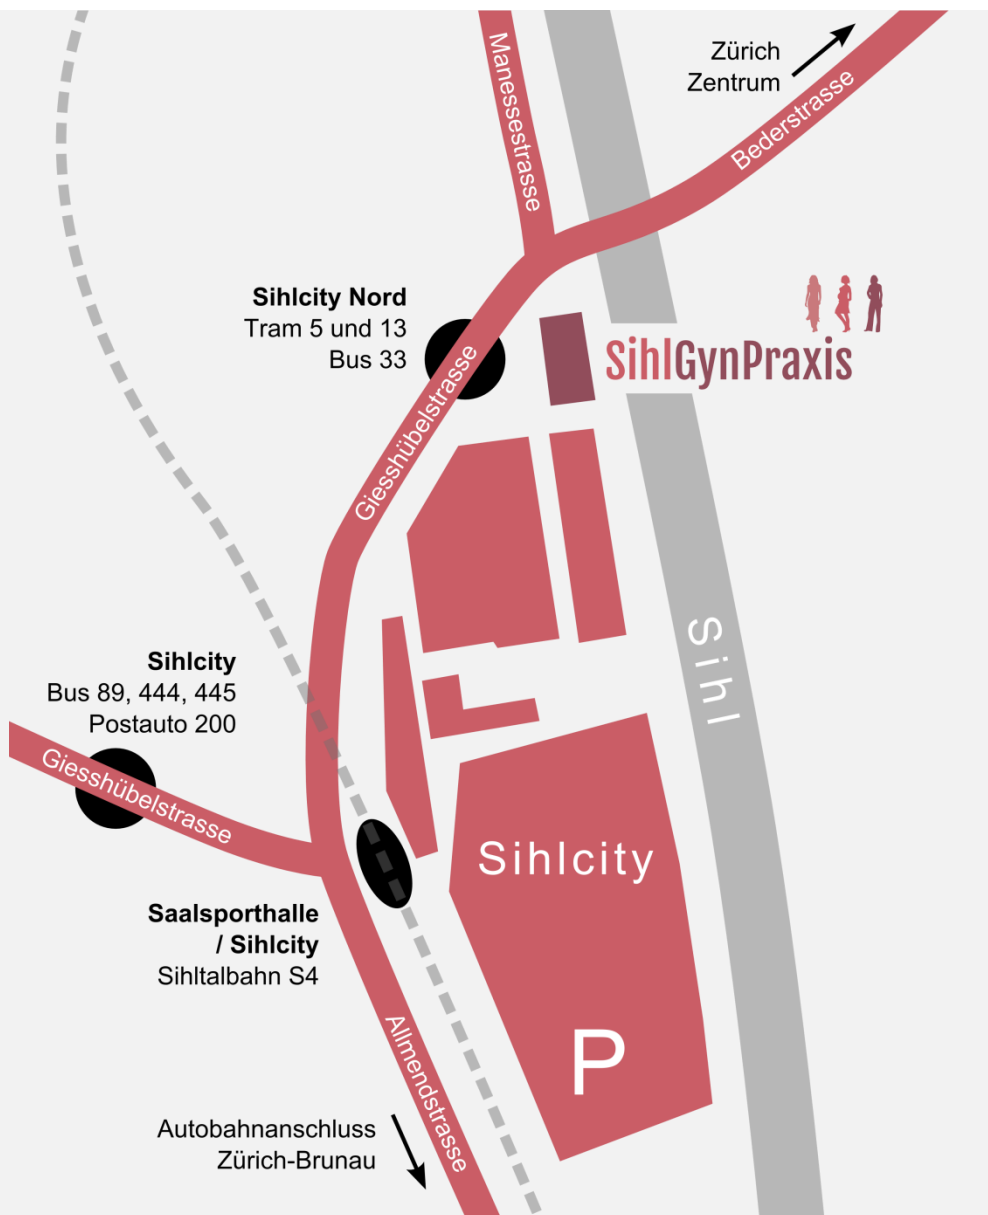 Manessestrasse
Zürich
Zentrum
Bederstrasse
Sihlcity Nord
Tram 5 und 13
Bus 33
SihlGynPraxis
Giesshübelstrasse
Sihl
Sihlcity
Bus 89, 444, 445
Postauto 200
Giesshübelstrasse
Sihlcity
Saalsporthalle
/ Sihlcity
Sihltalbahn S4
Allmendstrasse
P
Autobahnanschluss
Zürich-Brunau